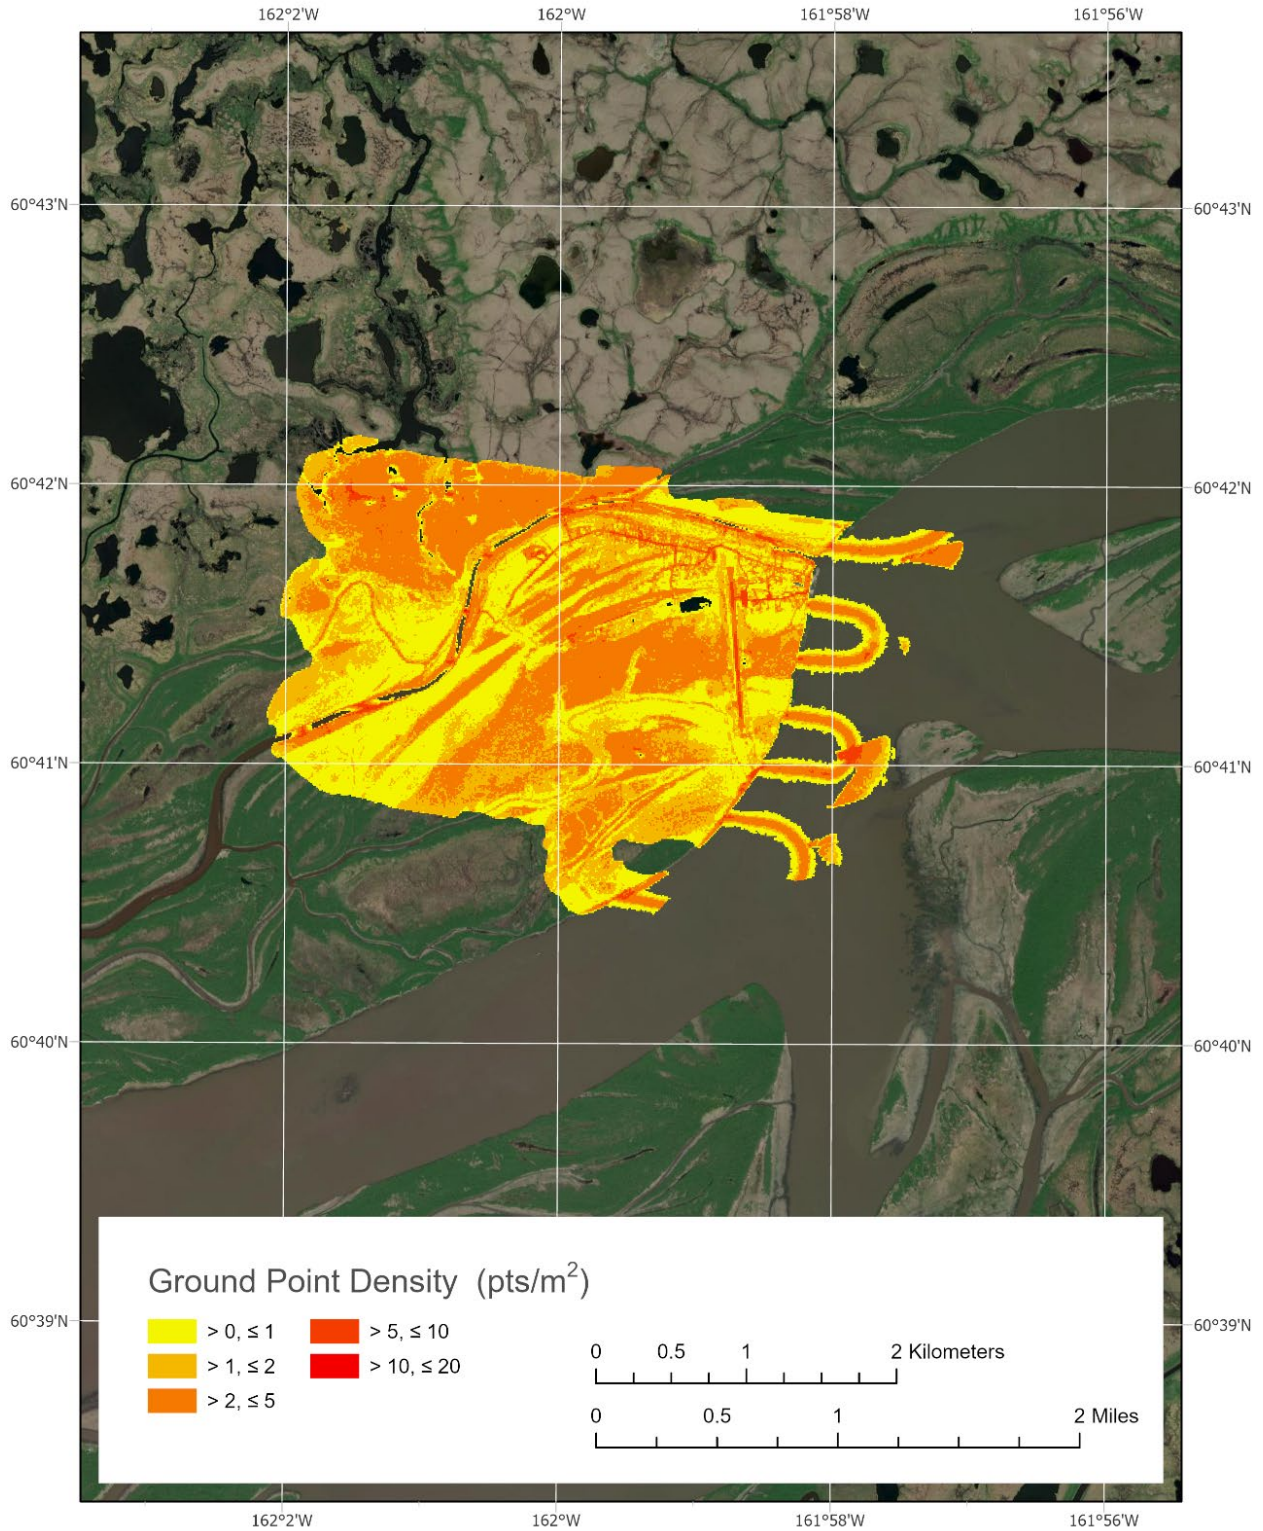 162°2'W 162°W 161°58'W 161°56'W
60°43'N 60°43'N
60°42'N 60°42'N
60°41'N 60°41'N
60°40'N 60°40'N
60°39'N 60°39'N
Ground Point Density (pts/m²)
> 0, ≤ 1 > 5, ≤ 10
> 1, ≤ 2 > 10, ≤ 20
> 2, ≤ 5
0 0.5 1 2 Kilometers
0 0.5 1 2 Miles
162°2'W 162°W 161°58'W 161°56'W